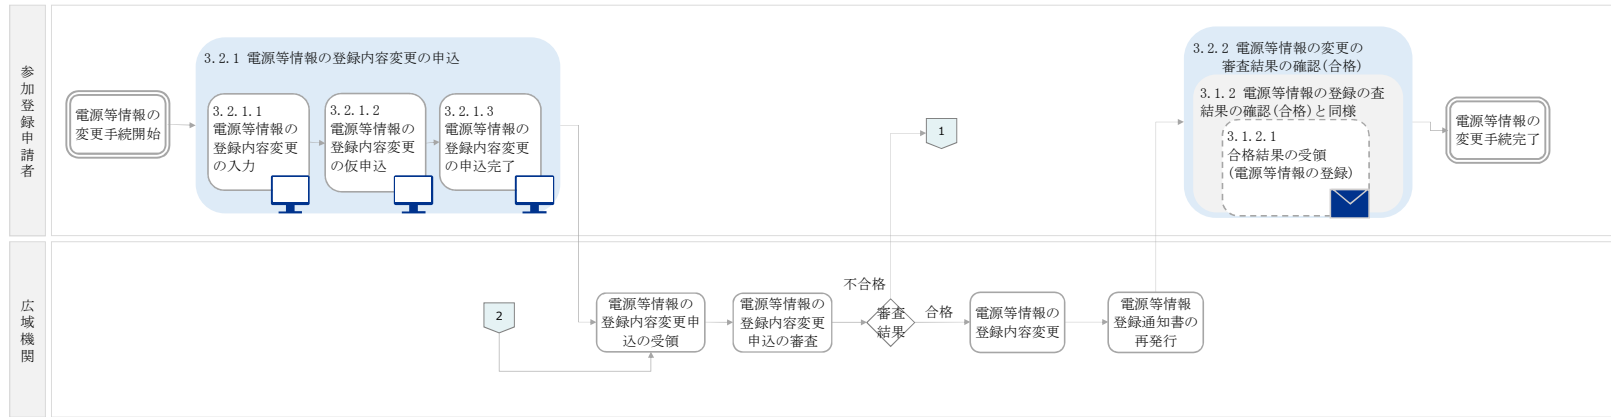 参加登録申請者
電源等情報の
変更手続開始
3.2.1 電源等情報の登録内容変更の申込
3.2.1.1
電源等情報の
登録内容変更
の入力
3.2.1.2
電源等情報の
登録内容変更
の仮申込
3.2.1.3
電源等情報の
登録内容変更
の申込完了
1
3.2.2 電源等情報の変更の
審査結果の確認(合格)
3.1.2 電源等情報の登録の査
結果の確認(合格)と同様
3.1.2.1
合格結果の受領
(電源等情報の登録)
電源等情報の
変更手続完了
広域機関
2
電源等情報の
登録内容変更申
込の受領
電源等情報の
登録内容変更
申込の審査
不合格
審査
結果
合格
電源等情報の
登録内容変更
電源等情報
登録通知書の
再発行